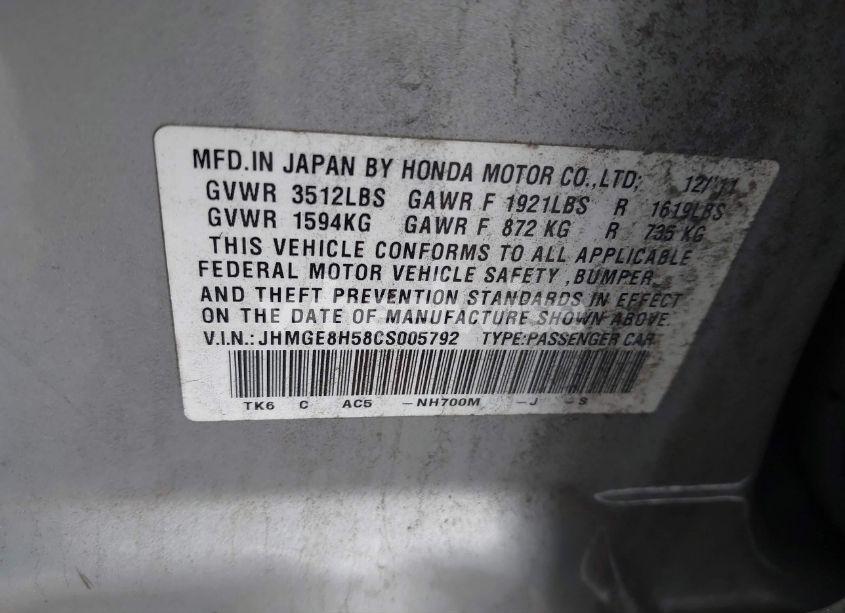 MFD.IN JAPAN BY HONDA MOTOR CO.,LTD; 12/'11
GVWR 3512LBS GAWR F 1921LBS R 1619LBS
GVWR 1594KG GAWR F 872 KG R 735 KG
THIS VEHICLE CONFORMS TO ALL APPLICABLE
FEDERAL MOTOR VEHICLE SAFETY ,BUMPER,
AND THEFT PREVENTION STANDARDS IN EFFECT
ON THE DATE OF MANUFACTURE SHOWN ABOVE.
V.I.N.: JHMGE8H58CS005792 TYPE:PASSENGER CAR
TK6 C AC5 -NH700M -J -S